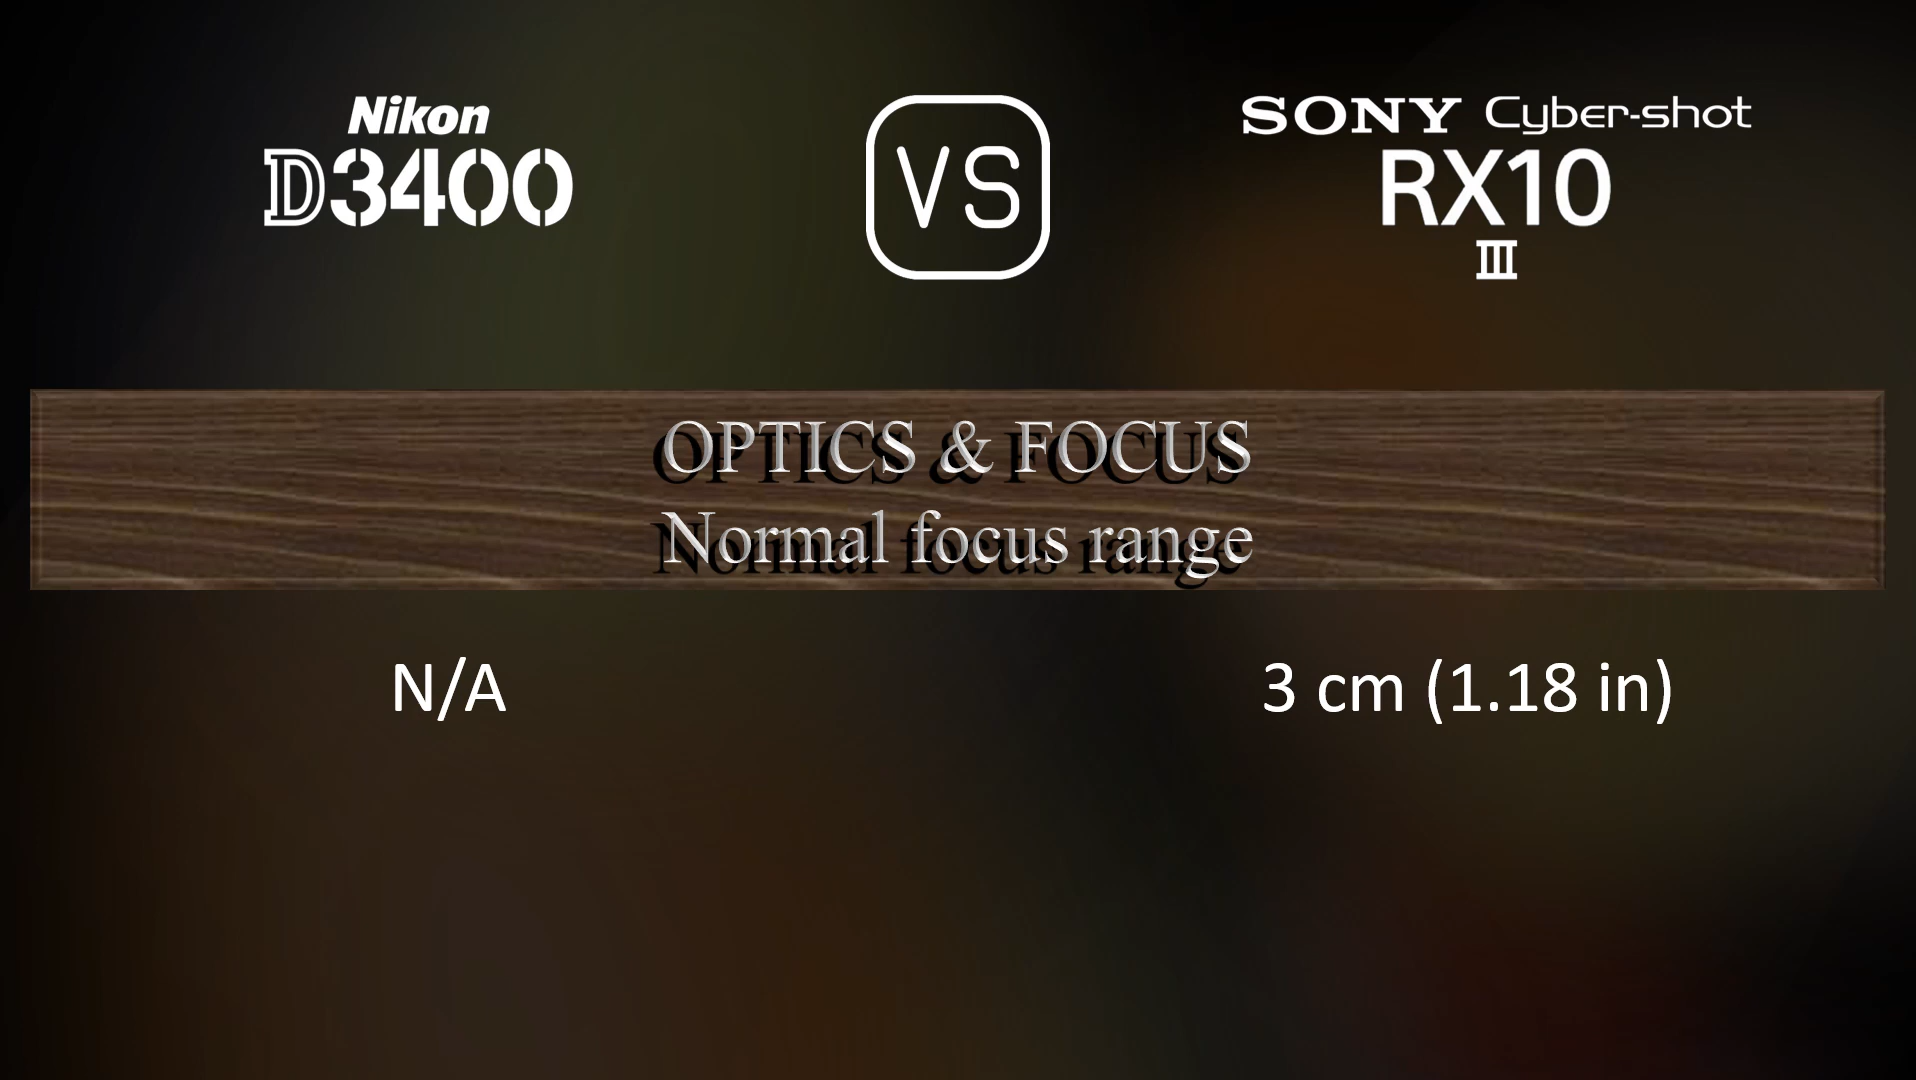 Nikon
D3400
VS
SONY Cyber-shot
RX10
III
OPTICS & FOCUS
Normal focus range
N/A
3 cm (1.18 in)